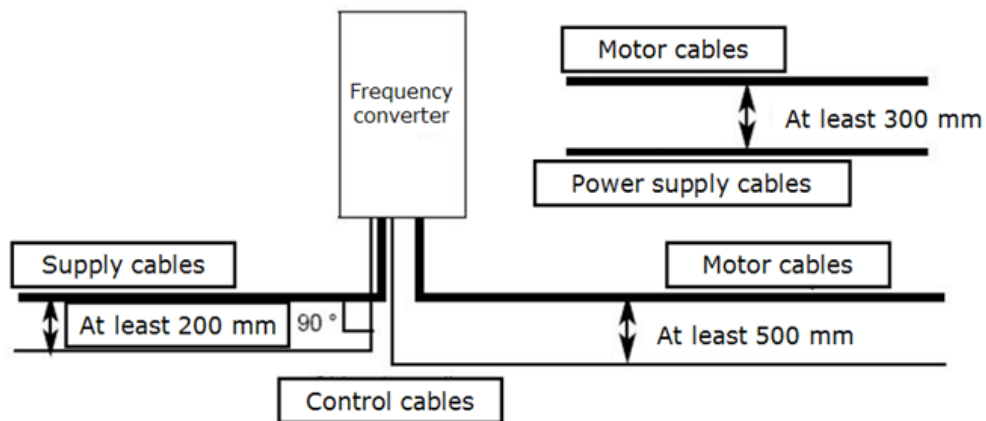 Motor cables
Frequency
converter
At least 300 mm
Power supply cables
Supply cables
Motor cables
At least 200 mm
90 °
At least 500 mm
Control cables